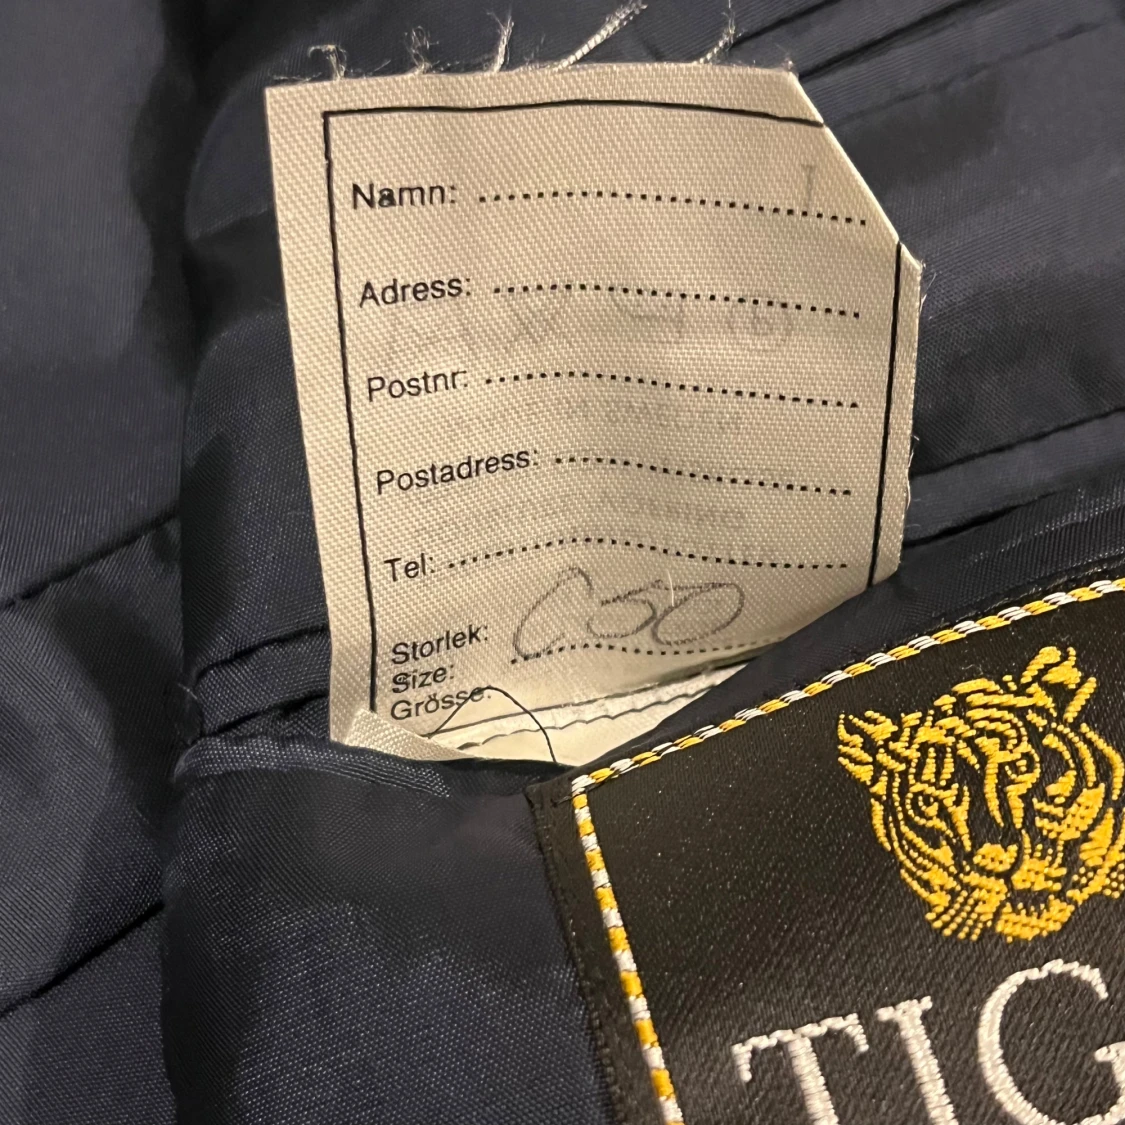 Namn:
Adress:
Postnr:
Postadress:
Tel:
Storlek: C50
Size:
Grösse:
TIG